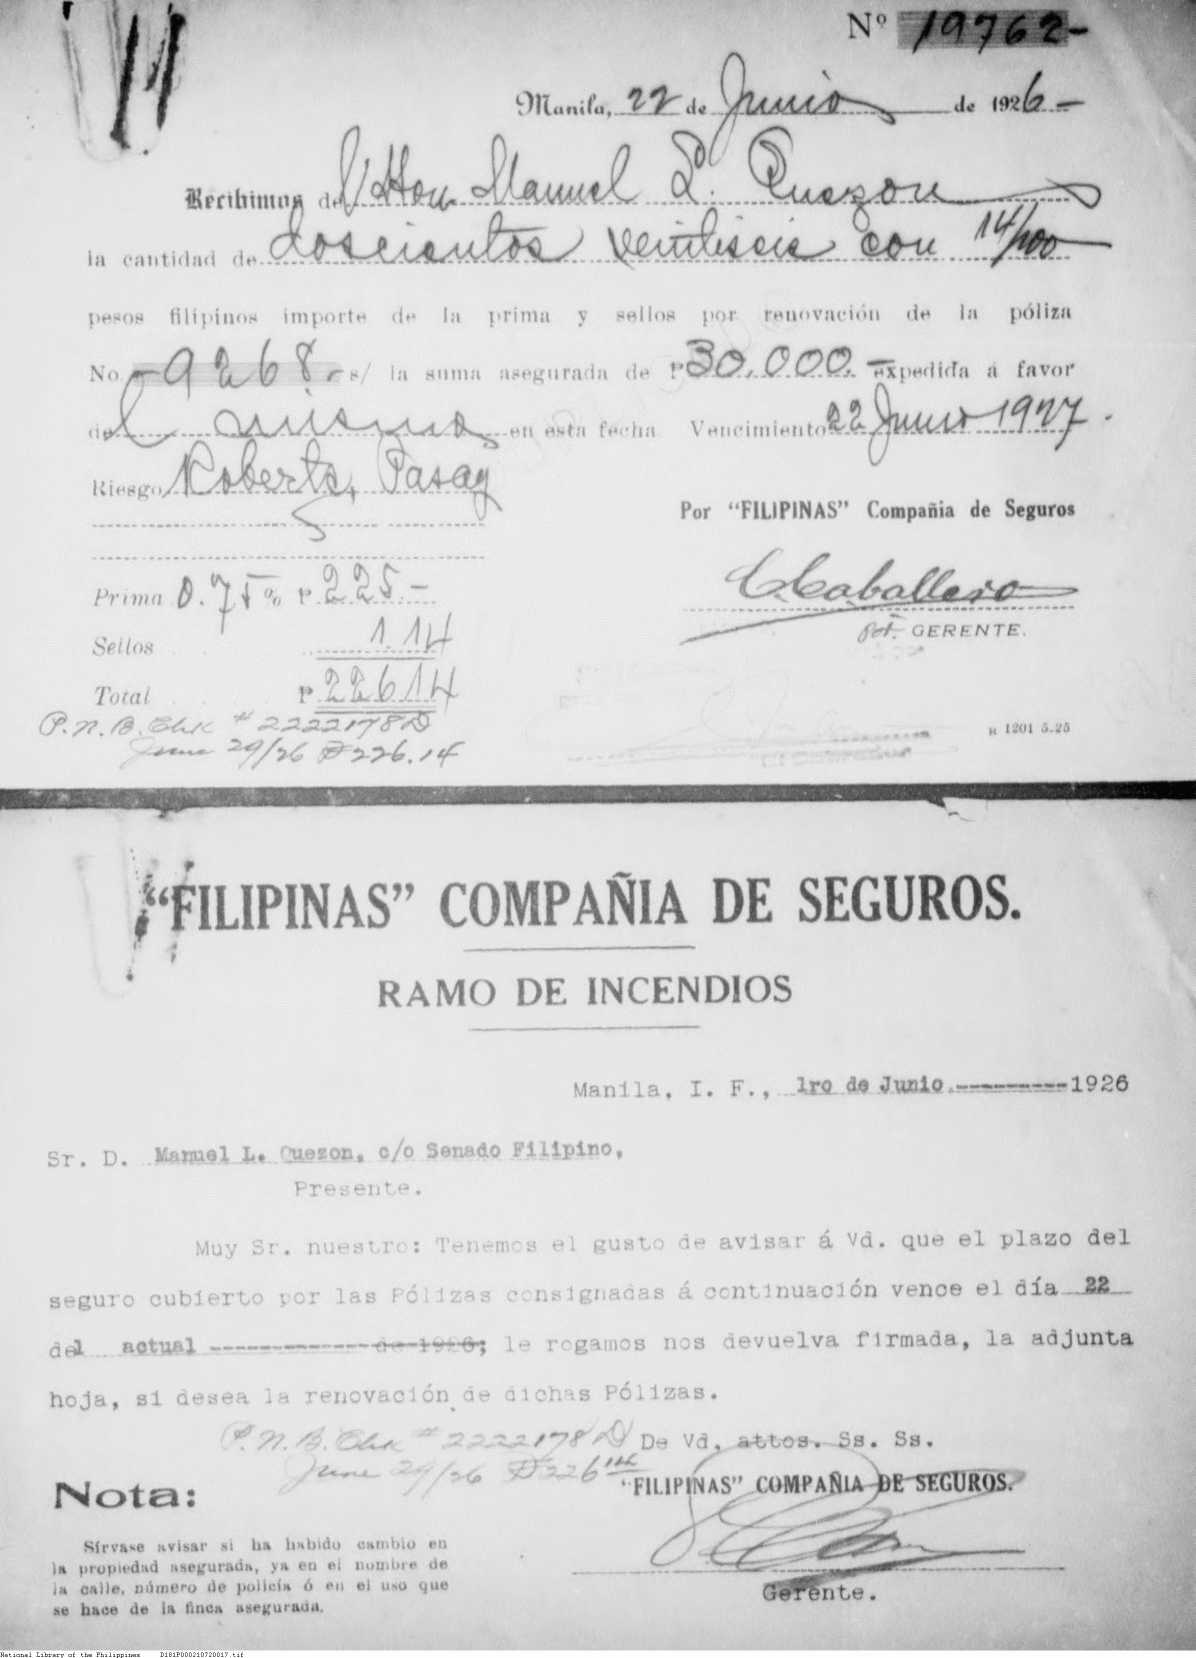 Nº 19762-
Manila, 22 de Junio de 1926-
Recibimos de Hon Manuel L. Quezon
la cantidad de doscientos veintiseis con 14/100
pesos filipinos importe de la prima y sellos por renovación de la póliza
No. -9268.- s/ la suma asegurada de ₱30,000.- expedida á favor
del mismo en esta fecha Vencimiento 22 Junio 1927.
Riesgo Roberts, Pasay
Por "FILIPINAS" Compañia de Seguros
Prima 0.75% ₱ 225.-
C. Caballero
GERENTE.
Sellos 1.14
Total ₱ 226.14
P.N.B. Chk # 2222178 D
June 29/26 ₱226.14
R 1201 5.25
"FILIPINAS" COMPAÑIA DE SEGUROS.
RAMO DE INCENDIOS
Manila, I. F., 1ro de Junio.----------1926
Sr. D. Manuel L. Quezon, c/o Senado Filipino,
Presente.
Muy Sr. nuestro: Tenemos el gusto de avisar á Vd. que el plazo del
seguro cubierto por las Pólizas consignadas á continuación vence el día 22
del actual ---------------de 1926; le rogamos nos devuelva firmada, la adjunta
hoja, si desea la renovación de dichas Pólizas.
P.N.B. Chk # 2222178 D De Vd. attos. Ss. Ss.
June 29/26 ₱226 14
"FILIPINAS" COMPAÑIA DE SEGUROS.
Nota:
Gerente.
Sírvase avisar si ha habido cambio en
la propiedad asegurada, ya en el nombre de
la calle, número de policía ó en el uso que
se hace de la finca asegurada.
National Library of the Philippines D181P000210720017.tif